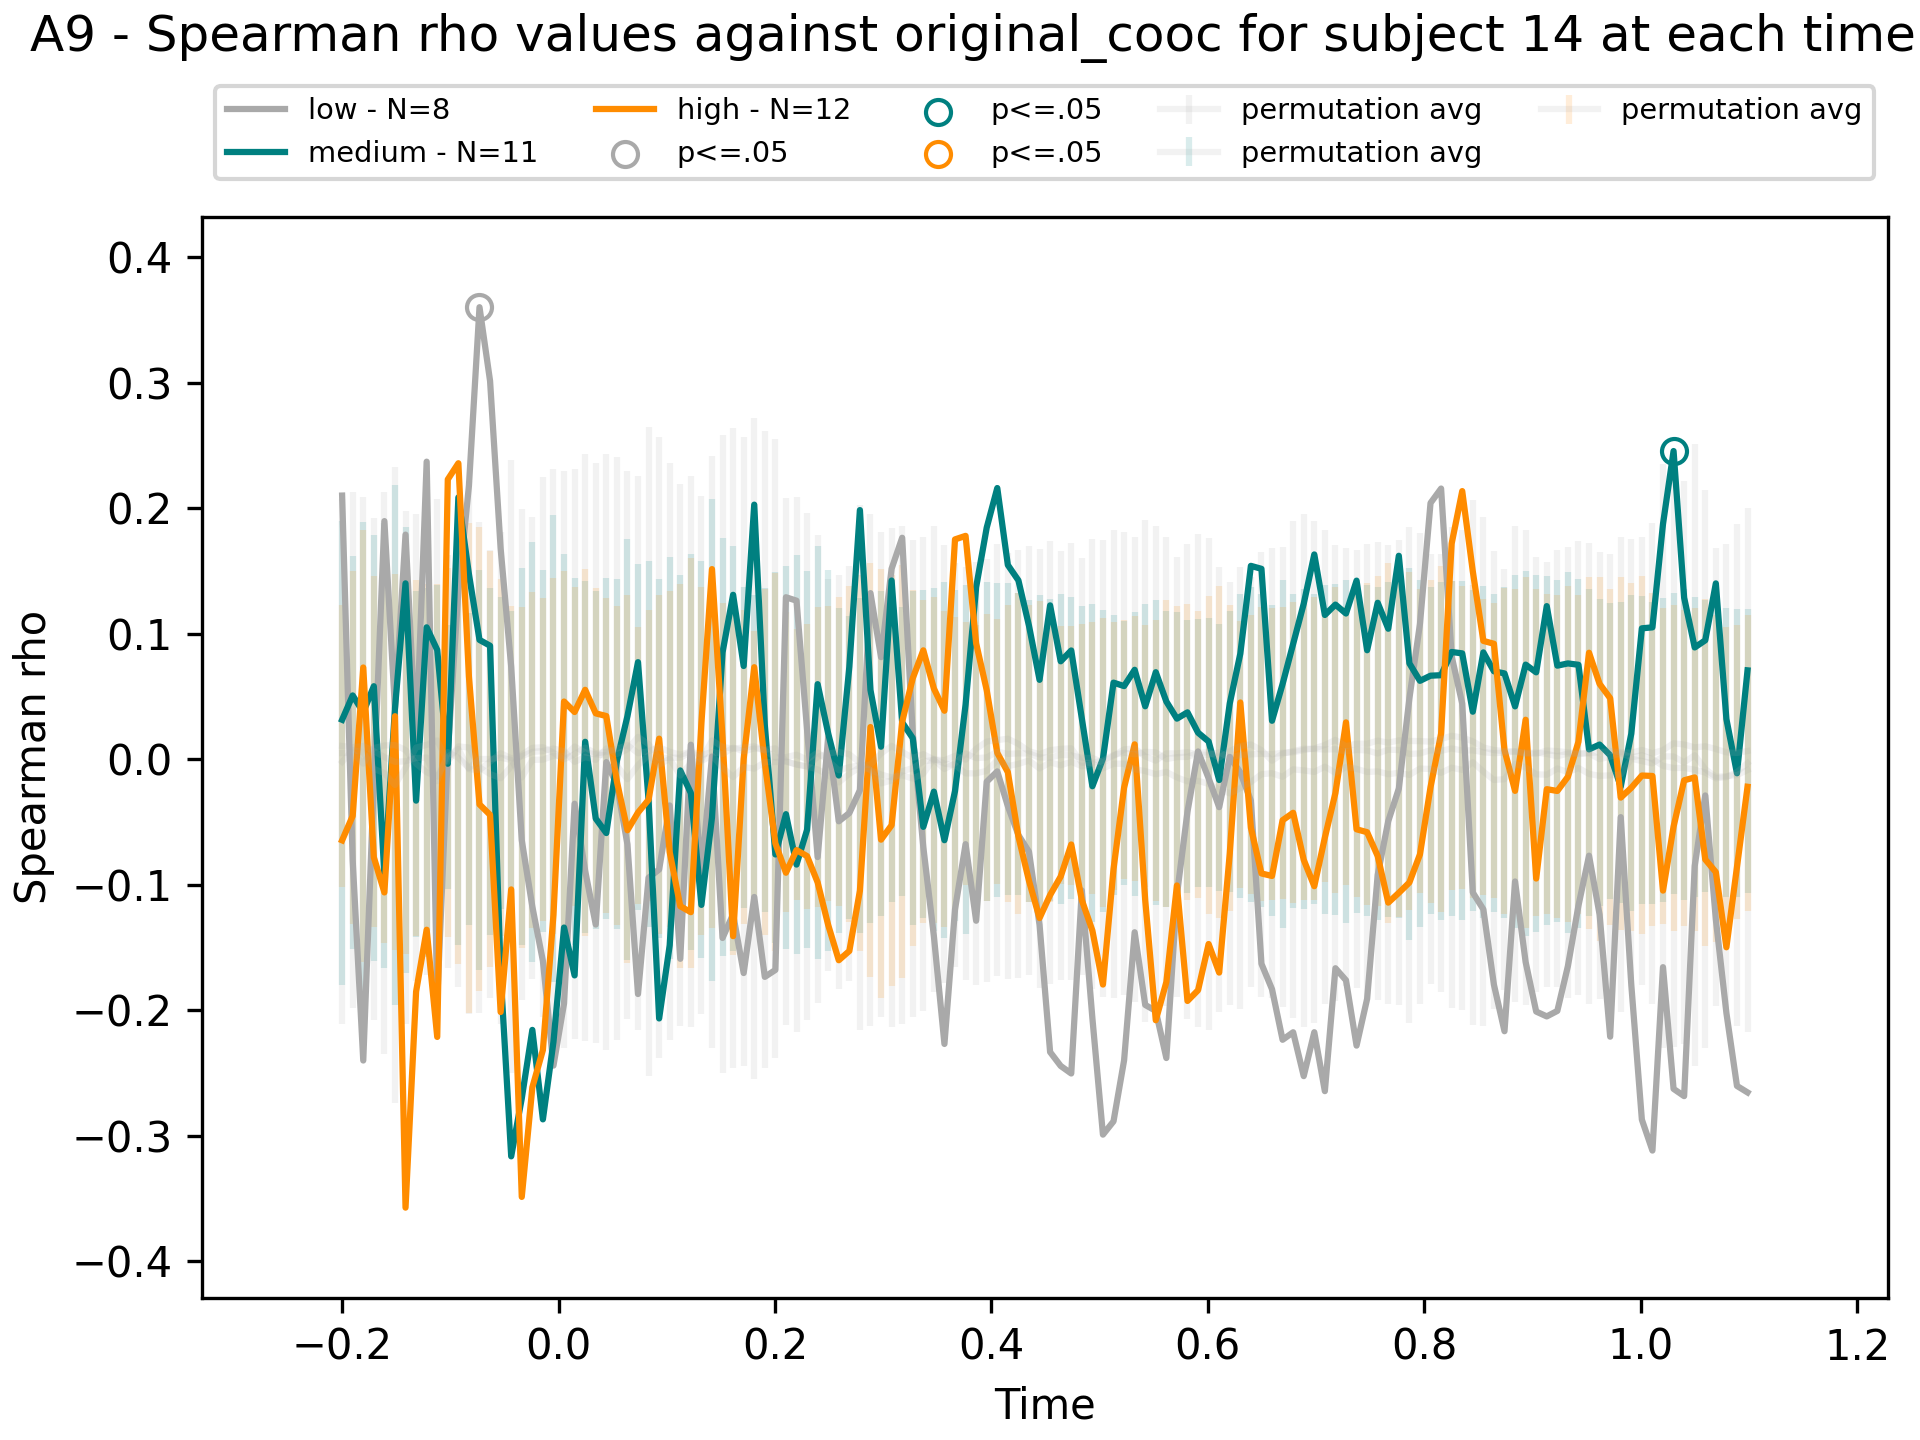 A9 - Spearman rho values against original_cooc for subject 14 at each time
low - N=8
medium - N=11
high - N=12
p<=.05
p<=.05
p<=.05
permutation avg
permutation avg
permutation avg
0.4
0.3
0.2
0.1
0.0
−0.1
−0.2
−0.3
−0.4
Spearman rho
−0.2 0.0 0.2 0.4 0.6 0.8 1.0 1.2
Time